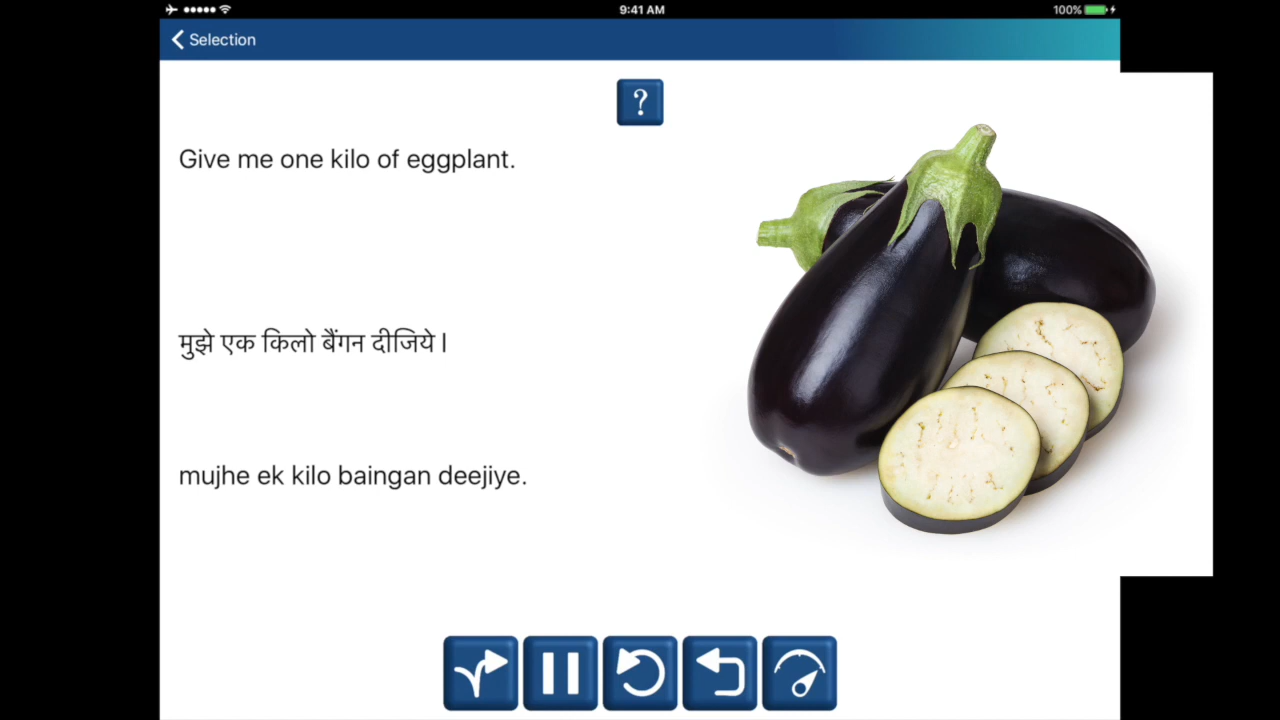 9:41 AM
100%
Selection
?
Give me one kilo of eggplant.
मुझे एक किलो बैंगन दीजिये।
mujhe ek kilo baingan deejiye.